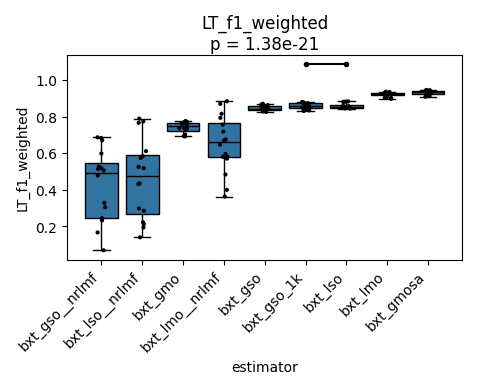 LT_f1_weighted
p = 1.38e-21
LT_f1_weighted
1.0
0.8
0.6
0.4
0.2
bxt_gso__nrlmf
bxt_lso__nrlmf
bxt_gmo
bxt_lmo__nrlmf
bxt_gso
bxt_gso_1k
bxt_lso
bxt_lmo
bxt_gmosa
estimator